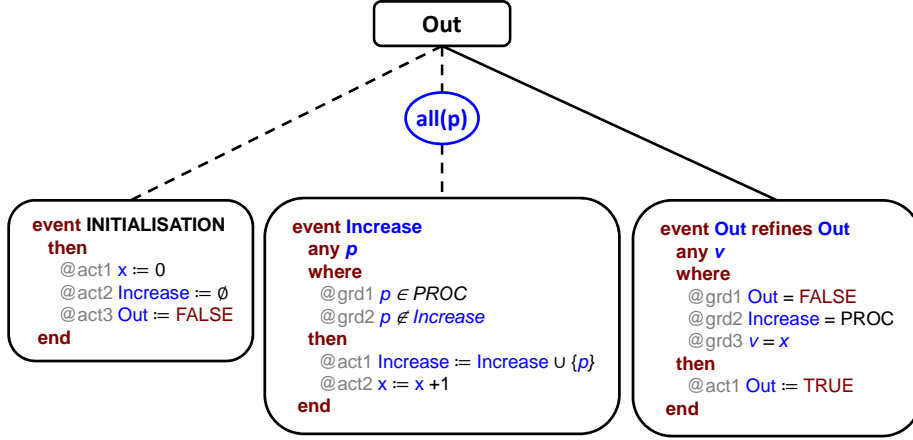 Out
all(p)
event INITIALISATION
then
@act1 x ≔ 0
@act2 Increase ≔ ∅
@act3 Out ≔ FALSE
end
event Increase
any p
where
@grd1 p ∈ PROC
@grd2 p ∉ Increase
then
@act1 Increase ≔ Increase ∪ {p}
@act2 x ≔ x +1
end
event Out refines Out
any v
where
@grd1 Out = FALSE
@grd2 Increase = PROC
@grd3 v = x
then
@act1 Out ≔ TRUE
end